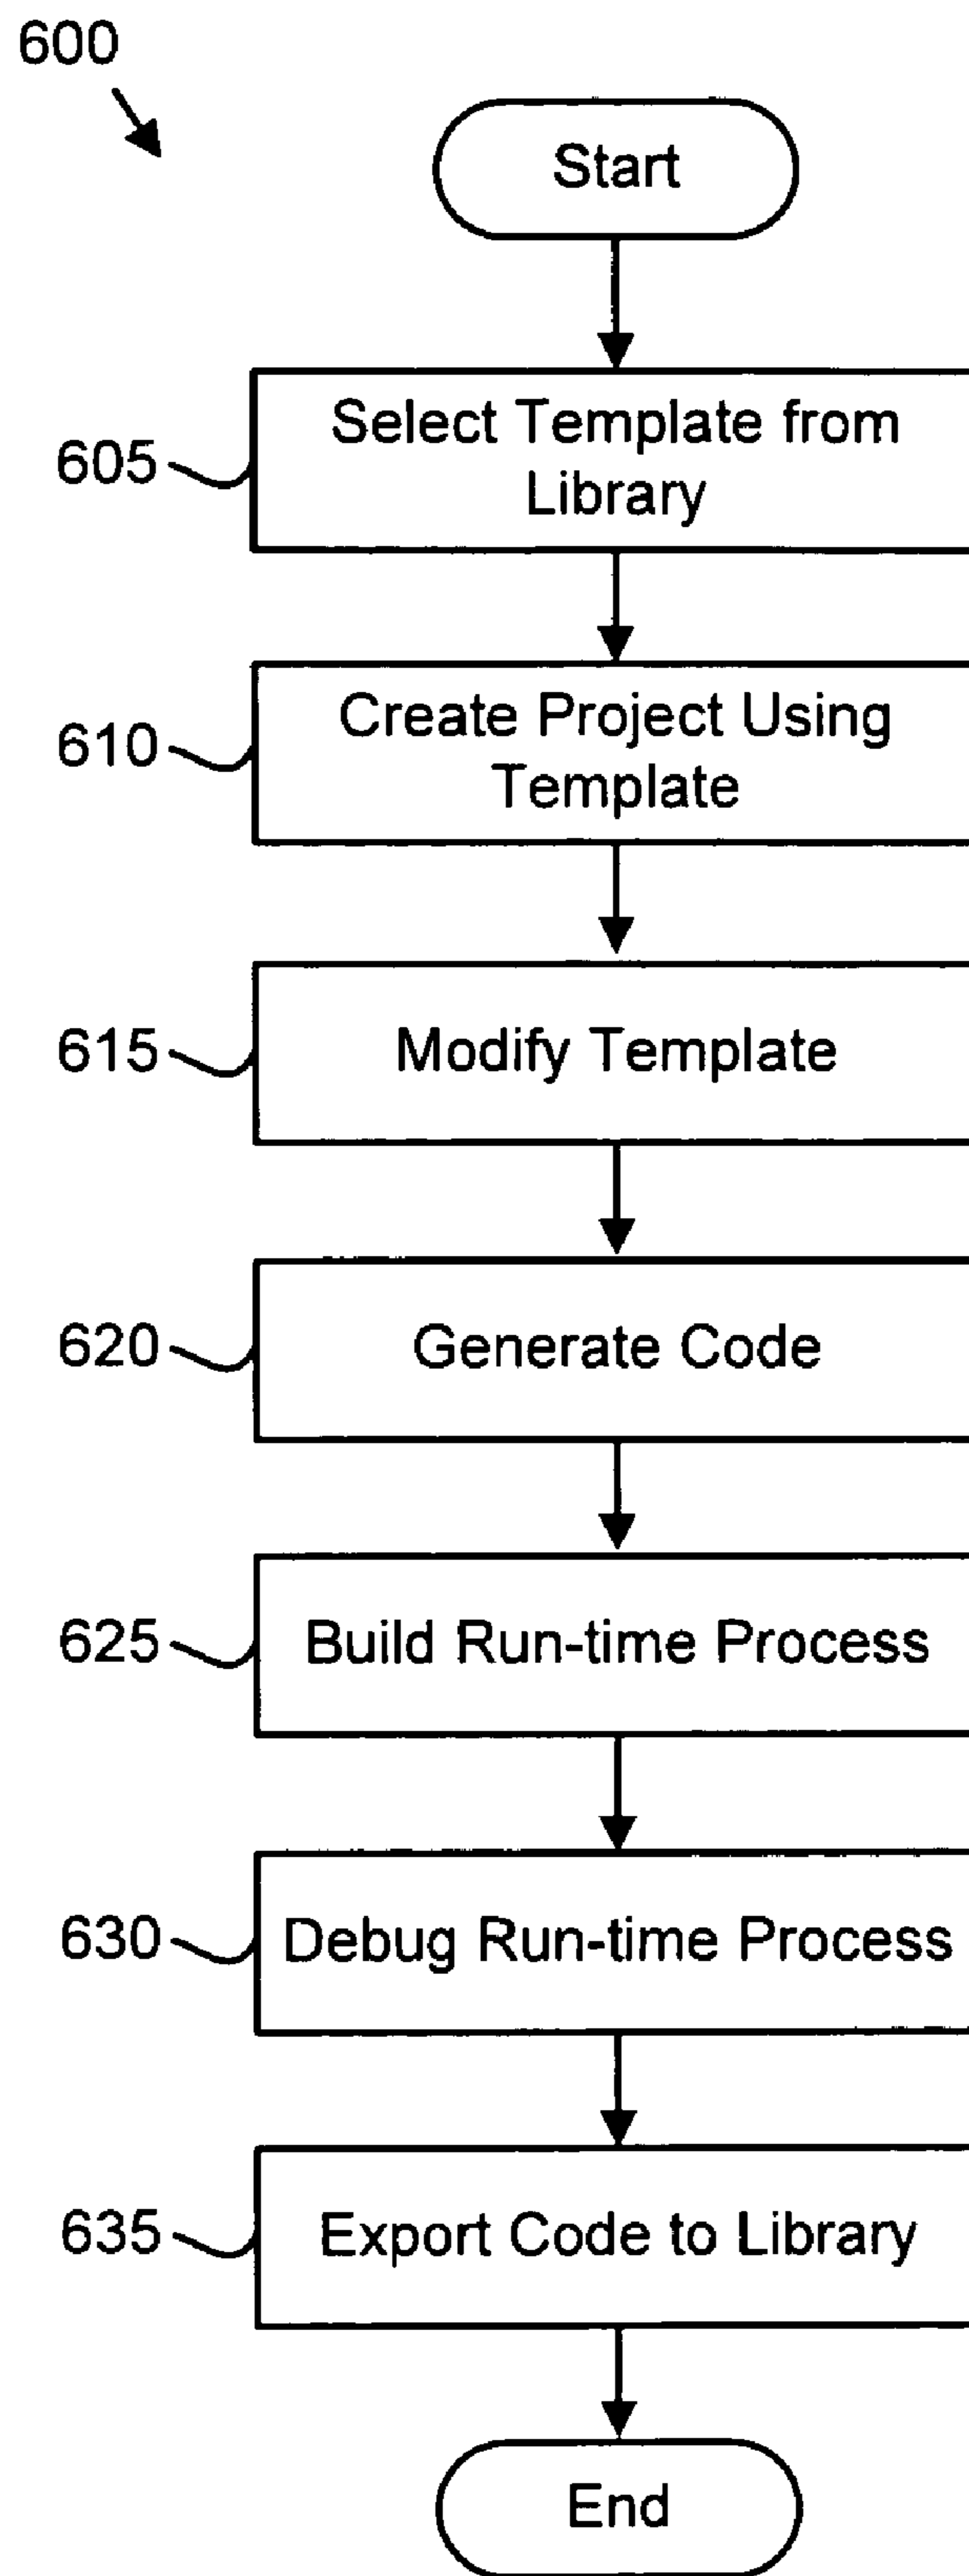 600
Start
605
Select Template from
Library
610
Create Project Using
Template
615
Modify Template
620
Generate Code
625
Build Run-time Process
630
Debug Run-time Process
635
Export Code to Library
End